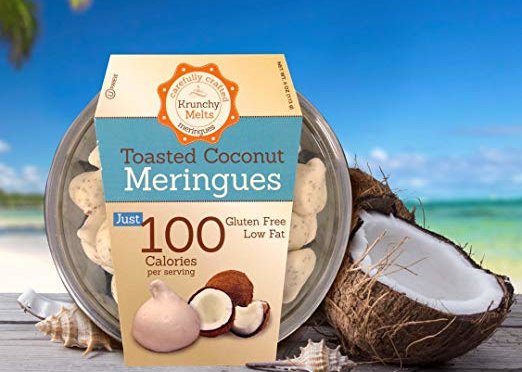 carefully crafted
Krunchy
Melts
meringues
Toasted Coconut
Meringues
Just
100
Calories
per serving
Gluten Free
Low Fat